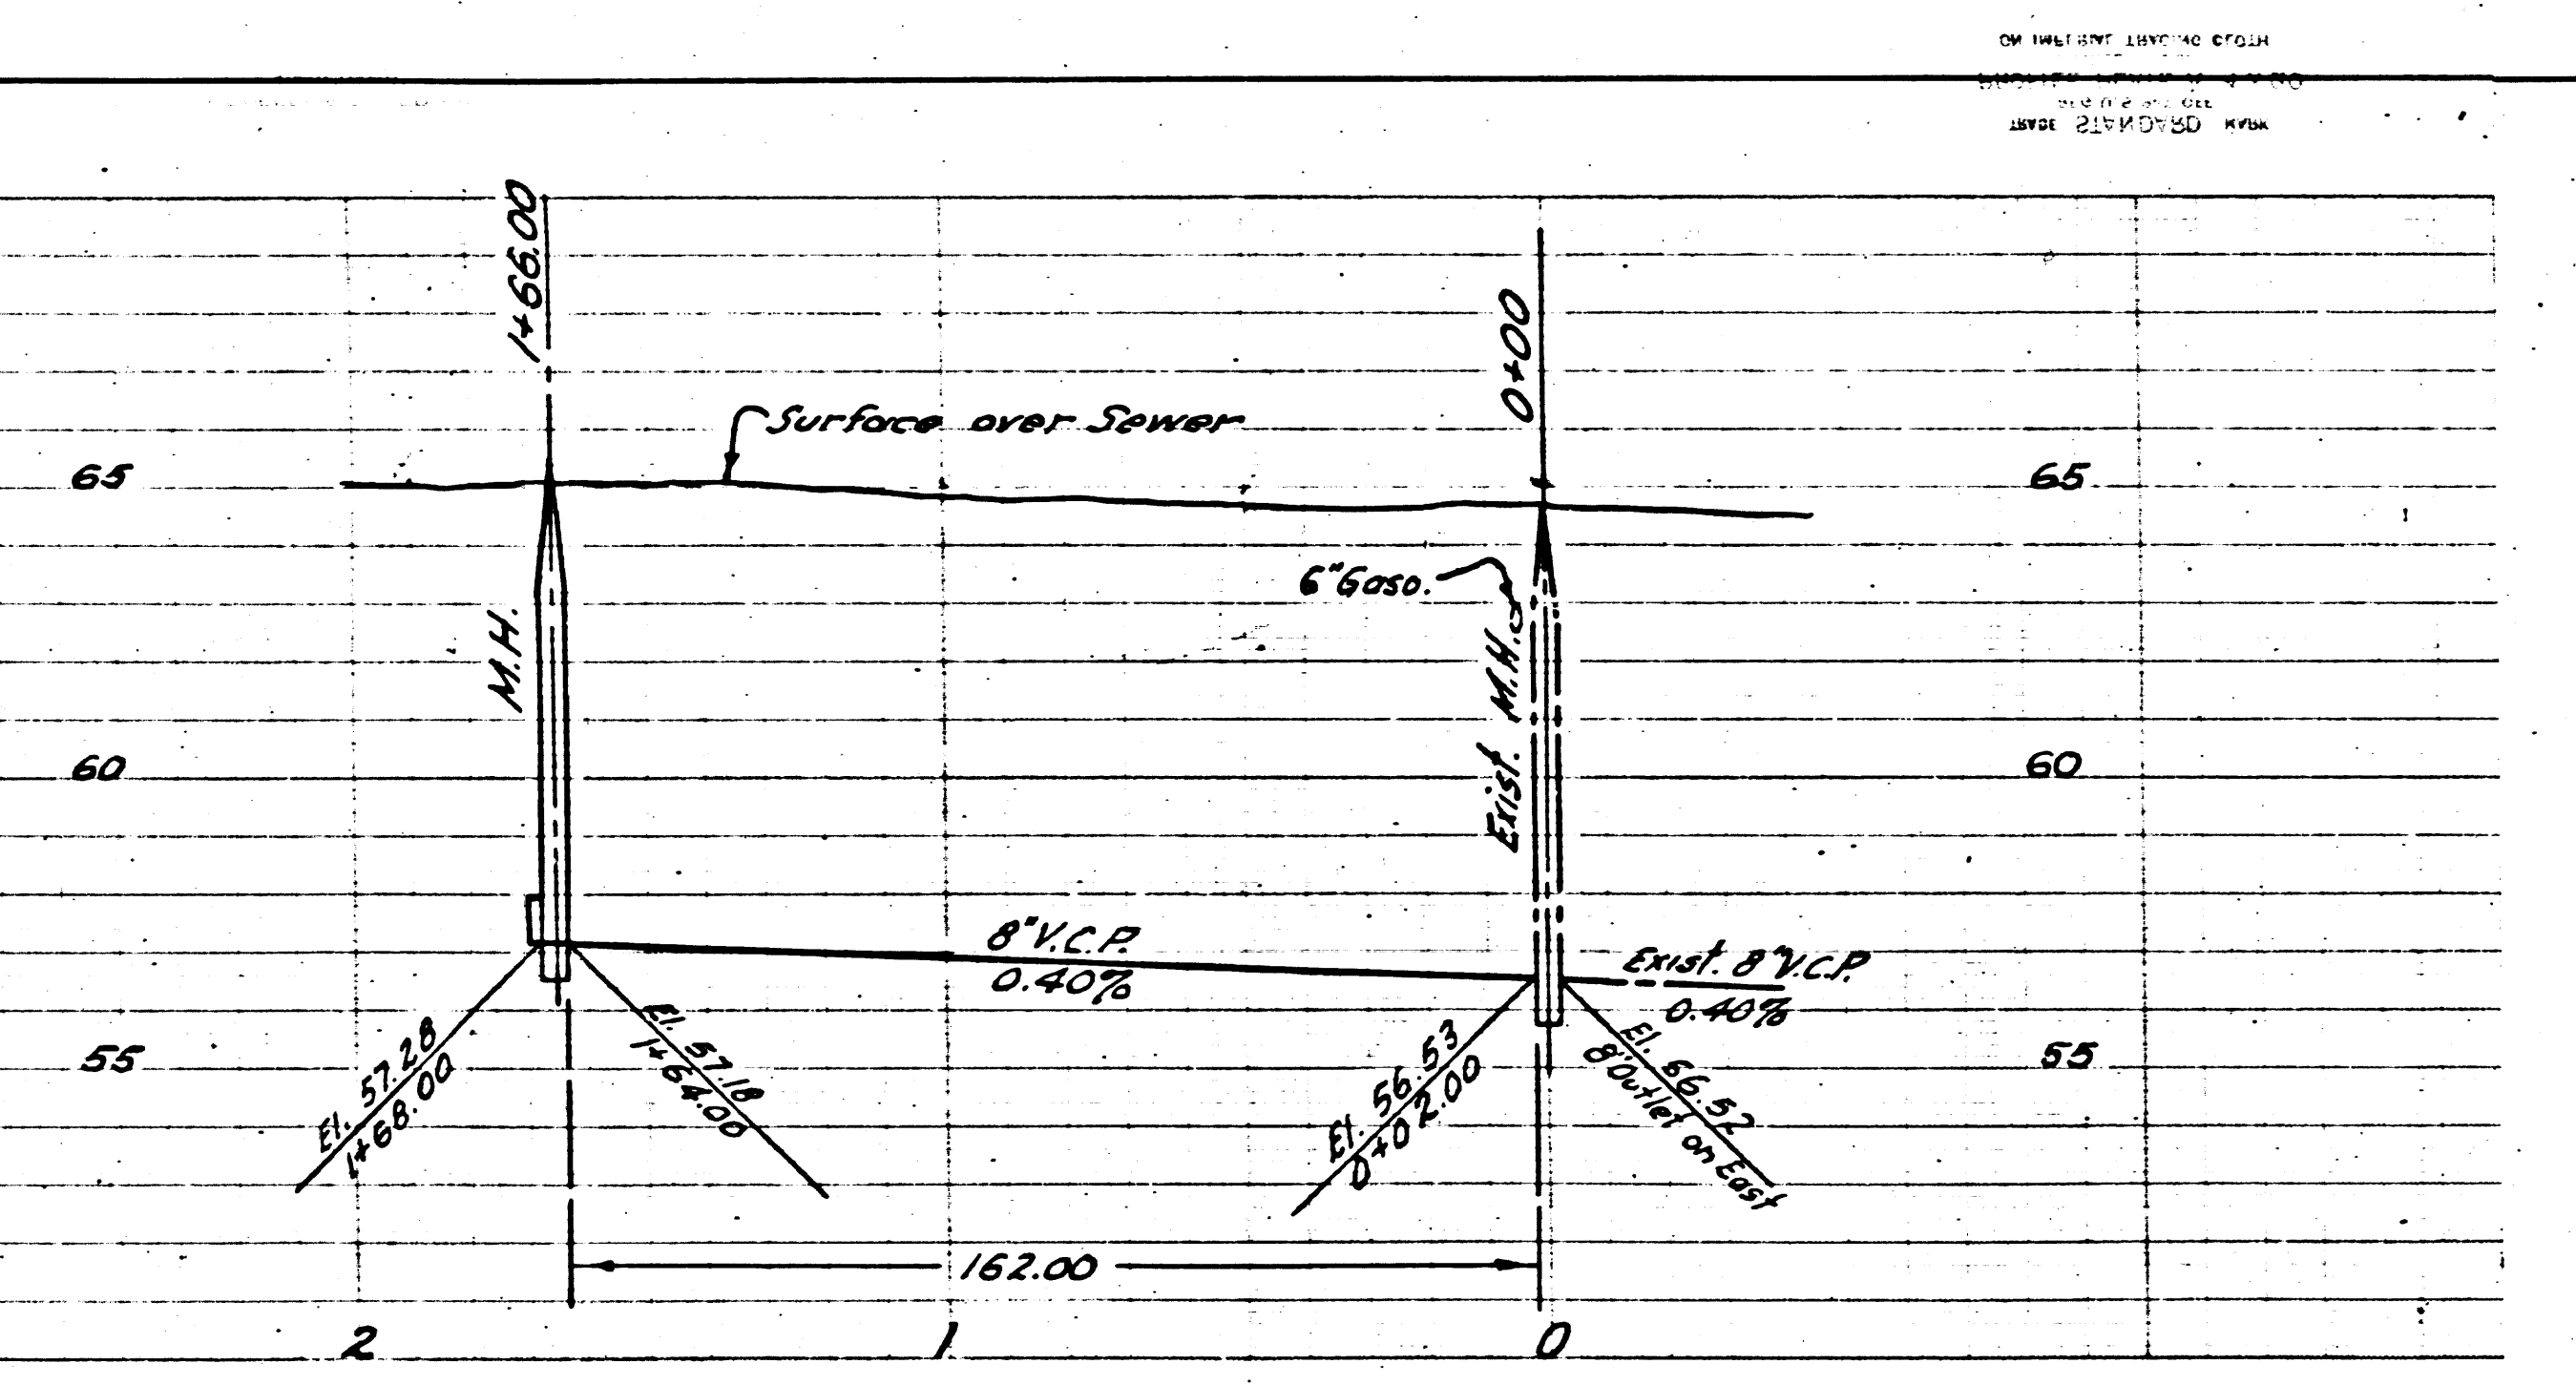 1+66.00
0+00
Surface over Sewer
65
65
6"Gaso.
M.H.
Exist. M.H.
60
60
8"V.C.P.
0.40%
Exist. 8"V.C.P.
0.40%
55
El. 57.28
1+68.00
El. 57.18
1+64.00
El. 56.53
0+02.00
El. 56.52
8"Outlet on East
55
162.00
2
1
0